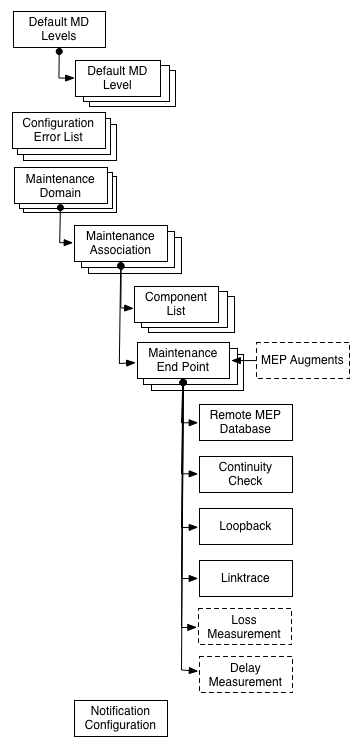 Default MD
Levels
Default MD
Level
Configuration
Error List
Maintenance
Domain
Maintenance
Association
Component
List
Maintenance
End Point
MEP Augments
Remote MEP
Database
Continuity
Check
Loopback
Linktrace
Loss
Measurement
Delay
Measurement
Notification
Configuration